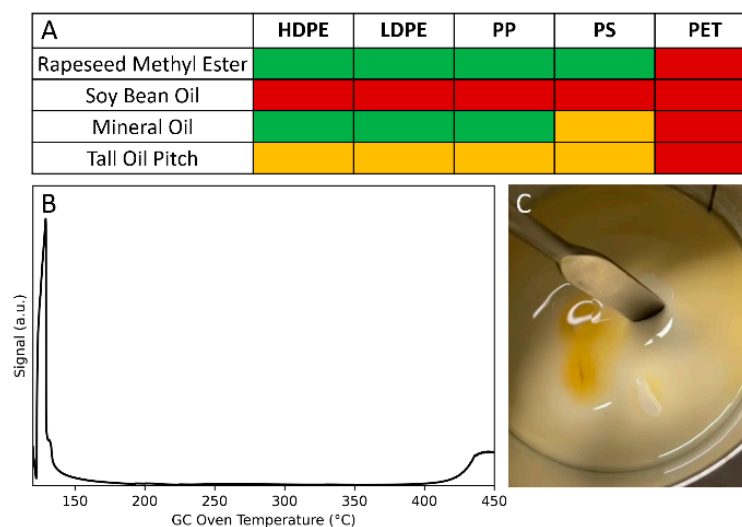 A HDPE LDPE PP PS PET
Rapeseed Methyl Ester
Soy Bean Oil
Mineral Oil
Tall Oil Pitch
B
C
Signal (a.u.)
150 200 250 300 350 400 450
GC Oven Temperature (°C)